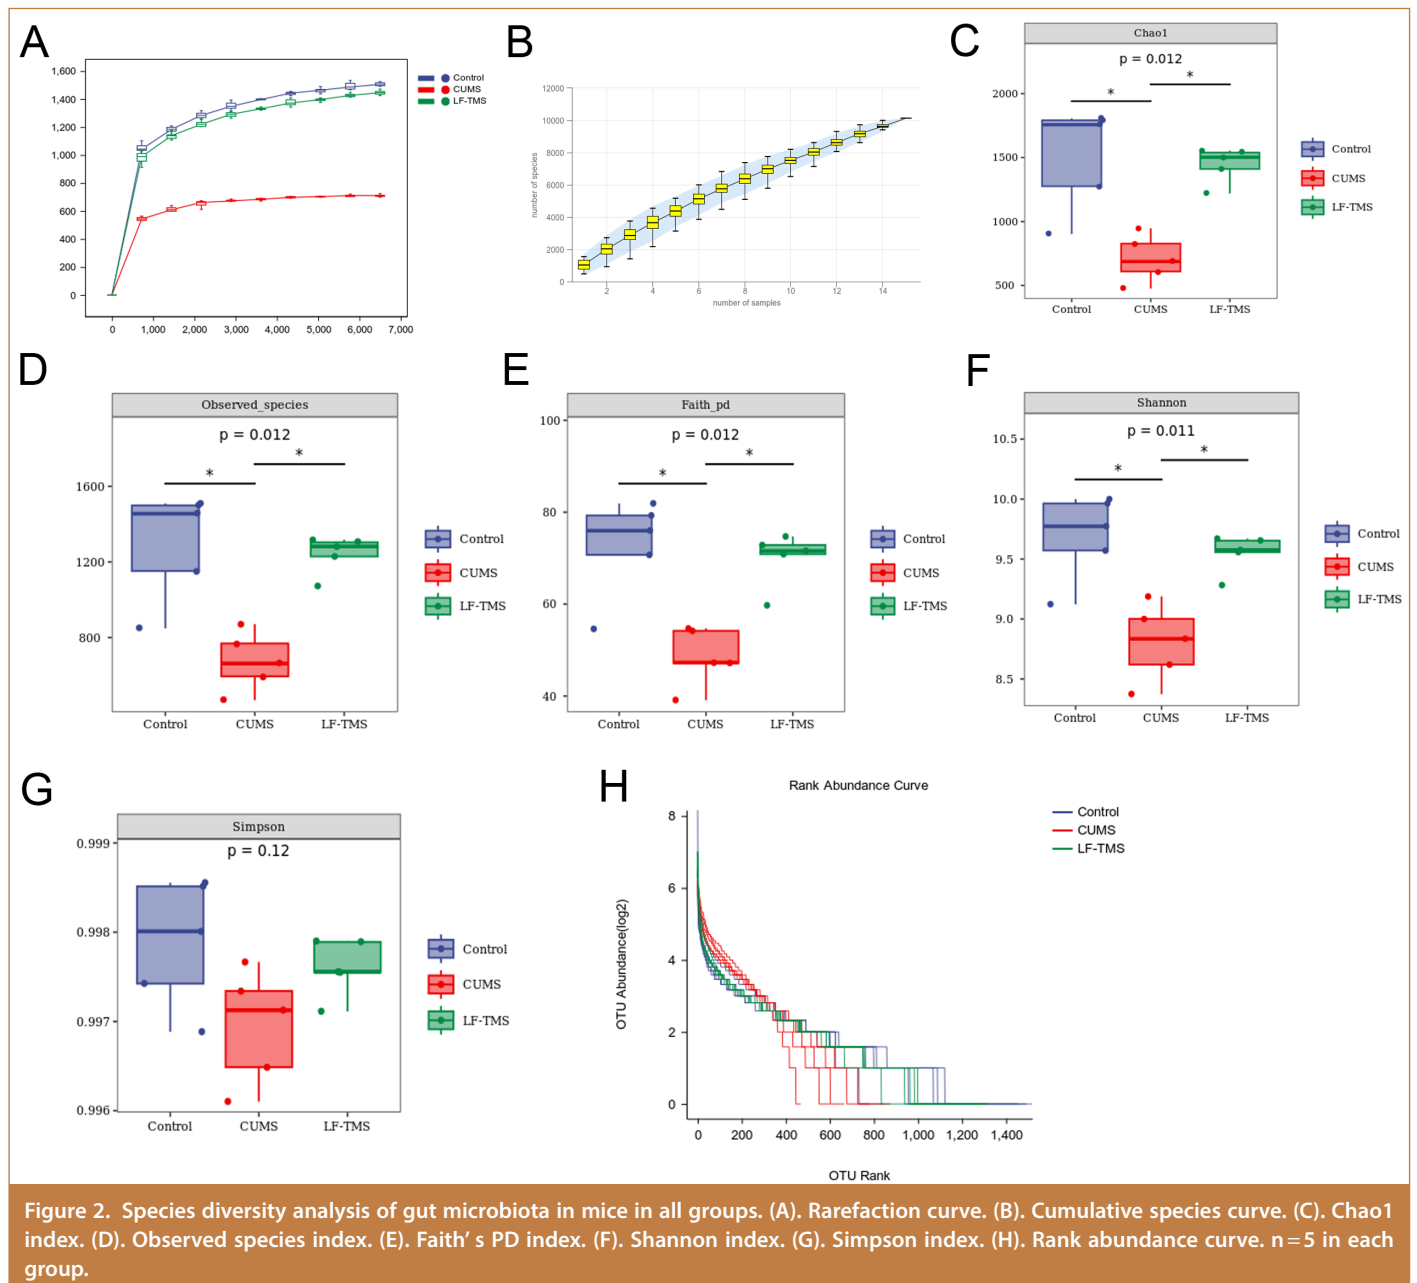 A
1,600
1,400
1,200
1,000
800
600
400
200
0
0 1,000 2,000 3,000 4,000 5,000 6,000 7,000
Control
CUMS
LF-TMS
B
number of species
12000
10000
8000
6000
4000
2000
0
2 4 6 8 10 12 14
number of samples
C
Chao1
p = 0.012
*
*
2000
1500
1000
500
Control CUMS LF-TMS
Control
CUMS
LF-TMS
D
Observed_species
p = 0.012
*
*
1600
1200
800
Control CUMS LF-TMS
Control
CUMS
LF-TMS
E
Faith_pd
p = 0.012
*
*
100
80
60
40
Control CUMS LF-TMS
Control
CUMS
LF-TMS
F
Shannon
p = 0.011
*
*
10.5
10.0
9.5
9.0
8.5
Control CUMS LF-TMS
Control
CUMS
LF-TMS
G
Simpson
p = 0.12
0.999
0.998
0.997
0.996
Control CUMS LF-TMS
Control
CUMS
LF-TMS
H
Rank Abundance Curve
OTU Abundance(log2)
8
6
4
2
0
0 200 400 600 800 1,000 1,200 1,400
OTU Rank
Control
CUMS
LF-TMS
Figure 2. Species diversity analysis of gut microbiota in mice in all groups. (A). Rarefaction curve. (B). Cumulative species curve. (C). Chao1
index. (D). Observed species index. (E). Faith’ s PD index. (F). Shannon index. (G). Simpson index. (H). Rank abundance curve. n = 5 in each
group.